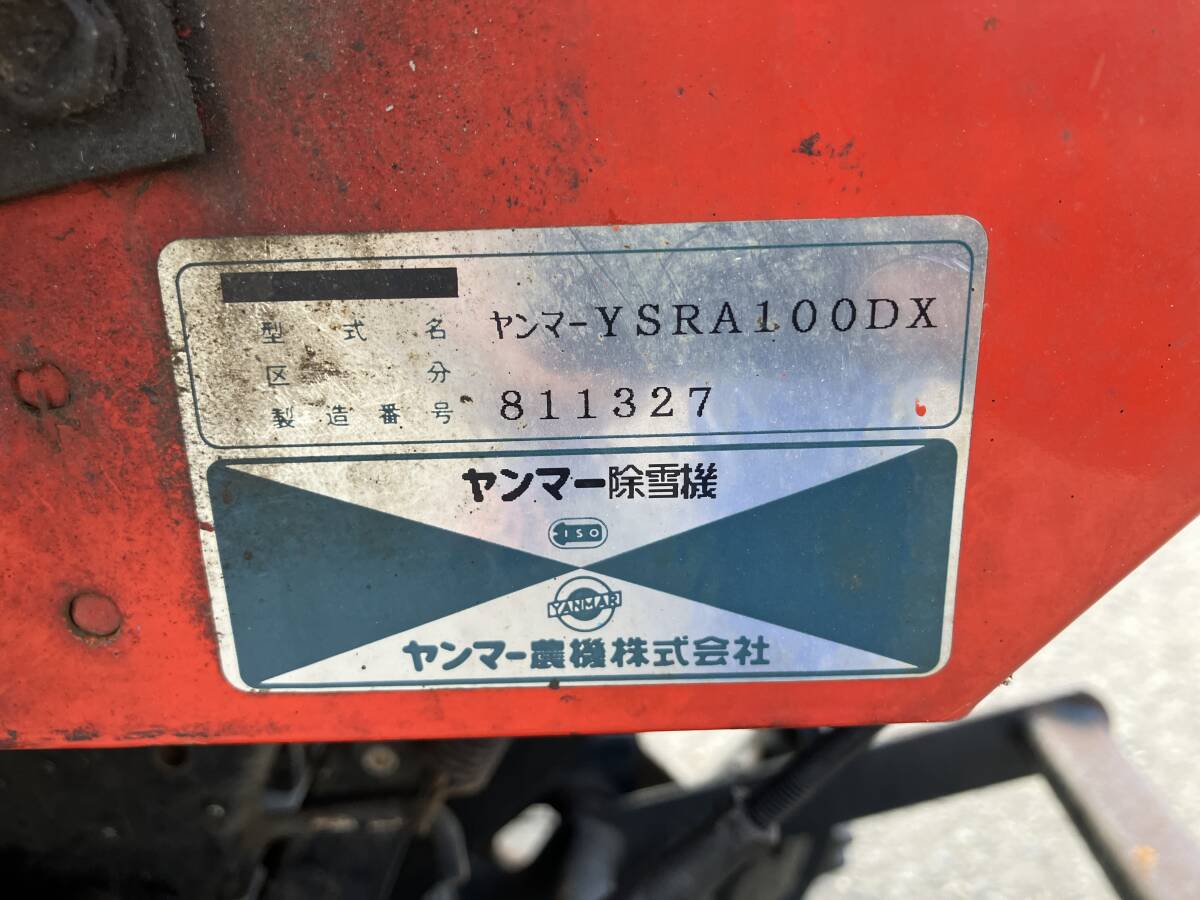 型式名 ヤンマーYSRA100DX
区分
製造番号 811327
ヤンマー除雪機
ISO
YANMAR
ヤンマー農機株式会社